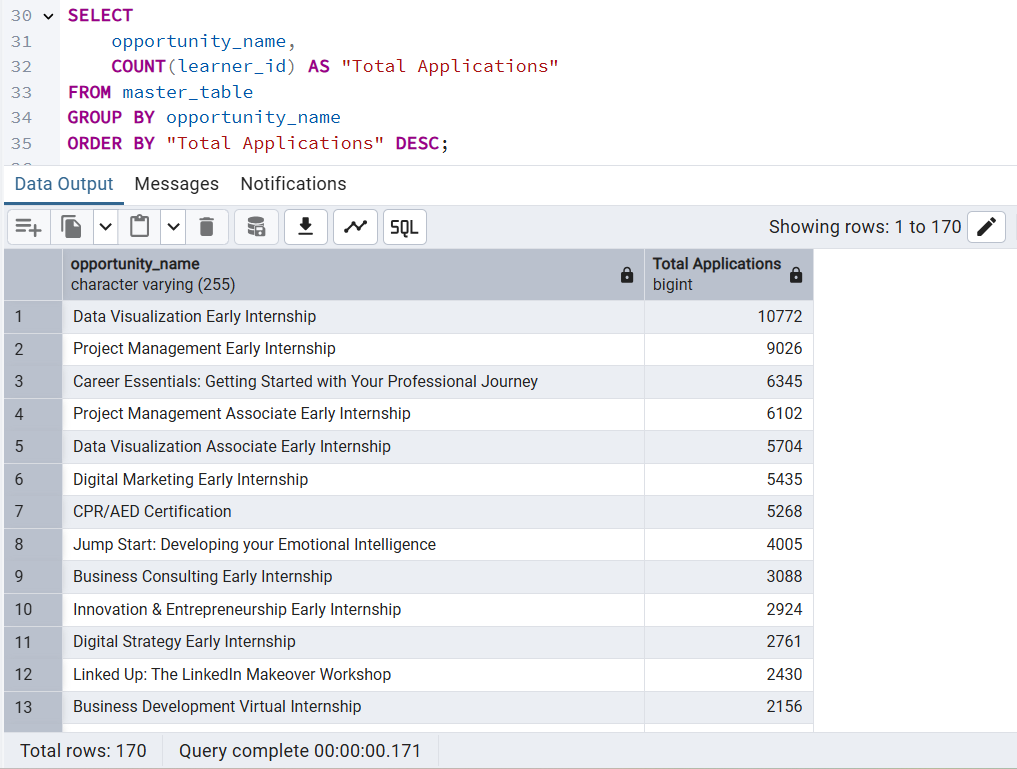 30 SELECT
31 opportunity_name,
32 COUNT(learner_id) AS "Total Applications"
33 FROM master_table
34 GROUP BY opportunity_name
35 ORDER BY "Total Applications" DESC;
Data Output Messages Notifications
SQL Showing rows: 1 to 170
opportunity_name Total Applications
character varying (255) bigint
1 Data Visualization Early Internship 10772
2 Project Management Early Internship 9026
3 Career Essentials: Getting Started with Your Professional Journey 6345
4 Project Management Associate Early Internship 6102
5 Data Visualization Associate Early Internship 5704
6 Digital Marketing Early Internship 5435
7 CPR/AED Certification 5268
8 Jump Start: Developing your Emotional Intelligence 4005
9 Business Consulting Early Internship 3088
10 Innovation & Entrepreneurship Early Internship 2924
11 Digital Strategy Early Internship 2761
12 Linked Up: The LinkedIn Makeover Workshop 2430
13 Business Development Virtual Internship 2156
Total rows: 170 Query complete 00:00:00.171